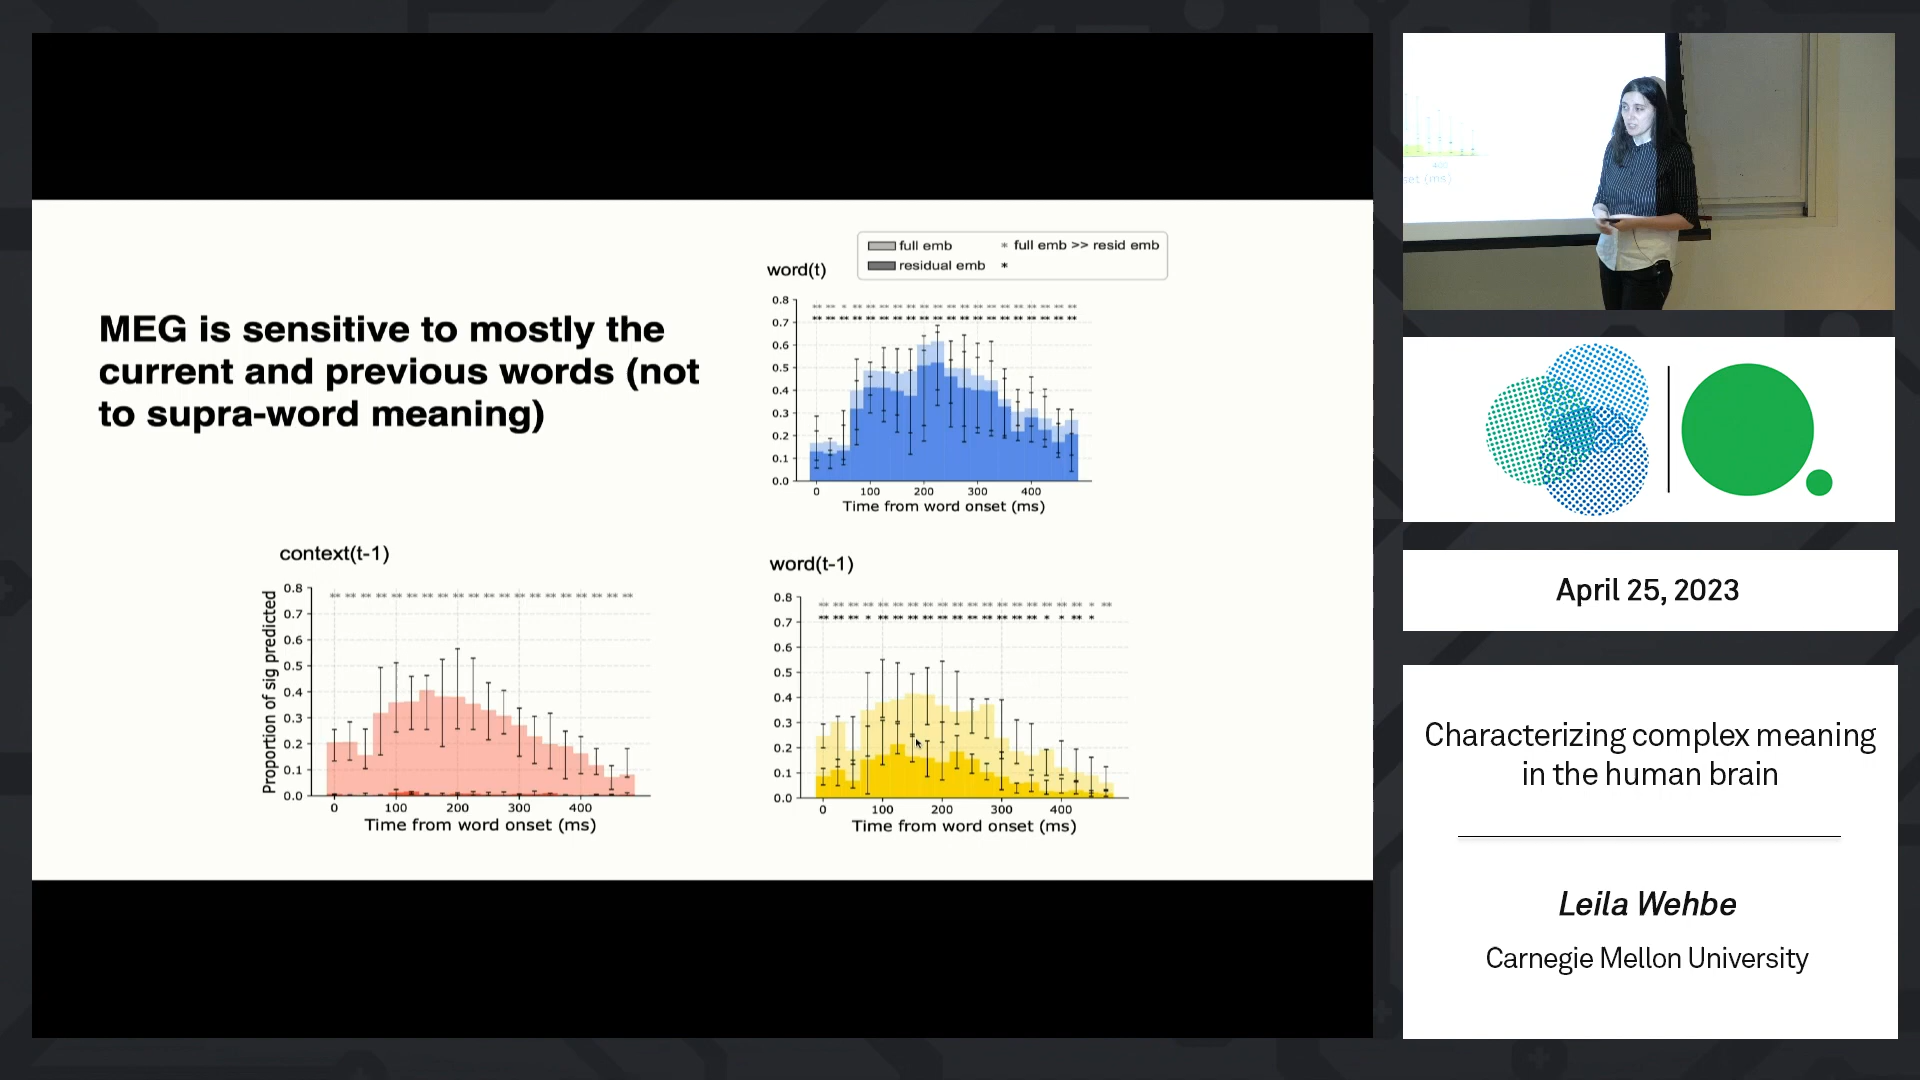 MEG is sensitive to mostly the
current and previous words (not
to supra-word meaning)
full emb
* full emb >> resid emb
residual emb
*
word(t)
0.8
0.7
0.6
0.5
0.4
0.3
0.2
0.1
0.0
0 100 200 300 400
Time from word onset (ms)
context(t-1)
Proportion of sig predicted
0.8
0.7
0.6
0.5
0.4
0.3
0.2
0.1
0.0
0 100 200 300 400
Time from word onset (ms)
word(t-1)
0.8
0.7
0.6
0.5
0.4
0.3
0.2
0.1
0.0
0 100 200 300 400
Time from word onset (ms)
400
set (ms)
April 25, 2023
Characterizing complex meaning
in the human brain
Leila Wehbe
Carnegie Mellon University